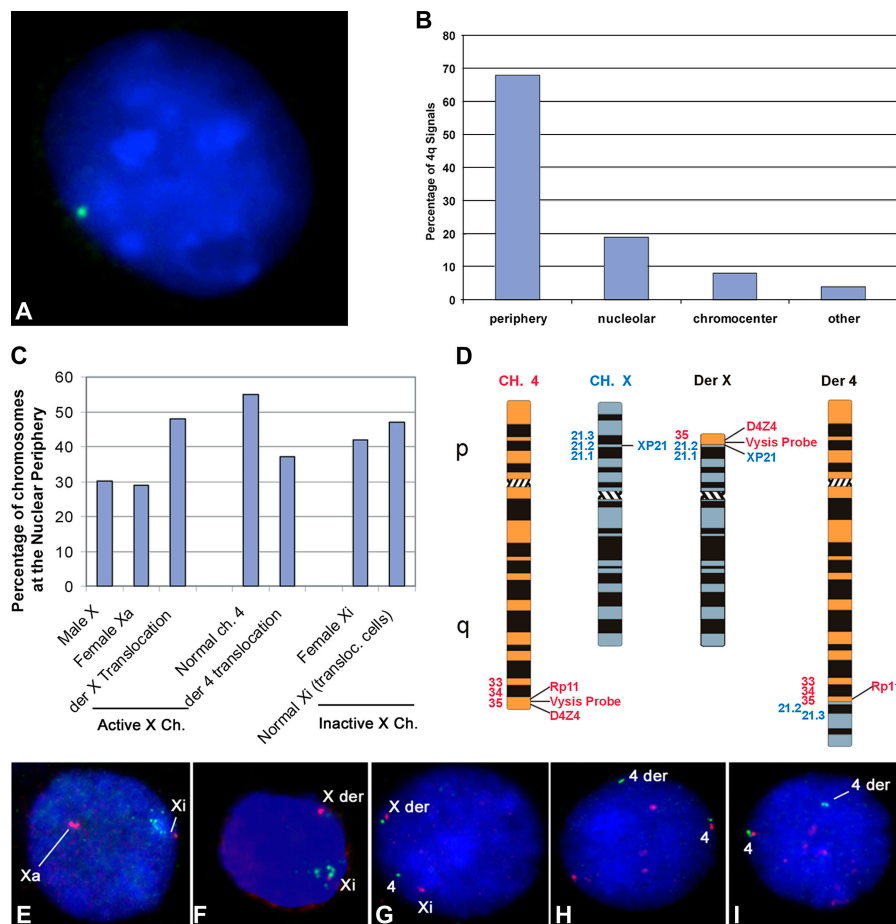 A
B
Percentage of 4q Signals
80
70
60
50
40
30
20
10
0
periphery
nucleolar
chromocenter
other
C
Percentage of chromosomes
at the Nuclear Periphery
60
50
40
30
20
10
0
Male X
Female Xa
der X Translocation
Normal ch. 4
der 4 translocation
Female Xi
Normal Xi (transloc. cells)
Active X Ch.
Inactive X Ch.
D
CH. 4
CH. X
Der X
Der 4
p
q
33
34
35
Rp11
Vysis Probe
D4Z4
21.3
21.2
21.1
XP21
35
21.2
21.1
D4Z4
Vysis Probe
XP21
33
34
35
21.2
21.3
Rp1
Xa
Xi
E
X der
Xi
F
X der
4
Xi
G
4 der
4
H
4 der
4
I